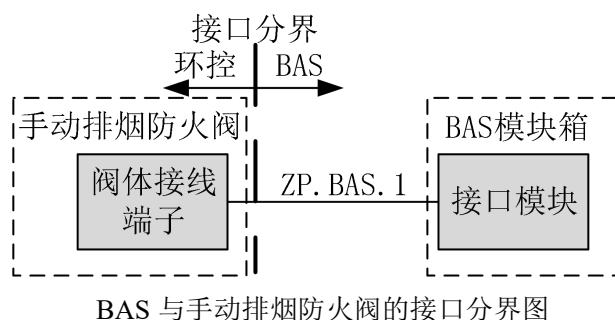 接口分界
环控 BAS
手动排烟防火阀
BAS模块箱
阀体接线
端子
ZP.BAS.1
接口模块
BAS 与手动排烟防火阀的接口分界图